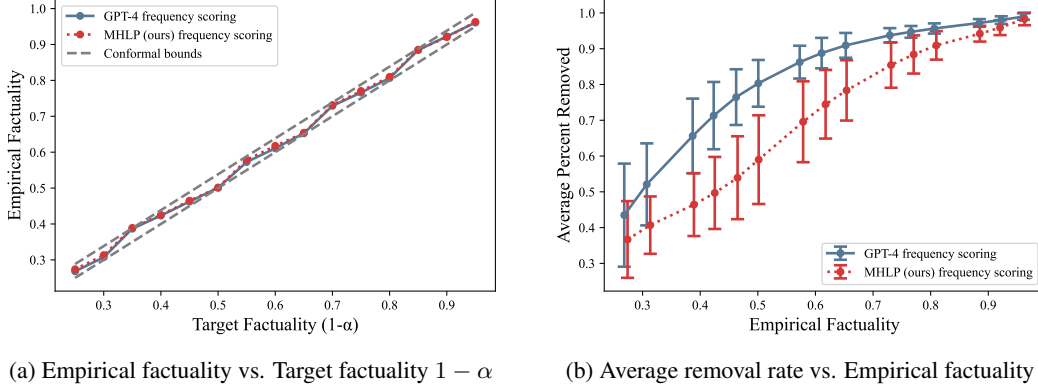 GPT-4 frequency scoring
MHLP (ours) frequency scoring
Conformal bounds
Empirical Factuality
1.0
0.9
0.8
0.7
0.6
0.5
0.4
0.3
0.3 0.4 0.5 0.6 0.7 0.8 0.9
Target Factuality (1-α)
(a) Empirical factuality vs. Target factuality 1 − α
Average Percent Removed
1.0
0.9
0.8
0.7
0.6
0.5
0.4
0.3
GPT-4 frequency scoring
MHLP (ours) frequency scoring
0.3 0.4 0.5 0.6 0.7 0.8 0.9
Empirical Factuality
(b) Average removal rate vs. Empirical factuality